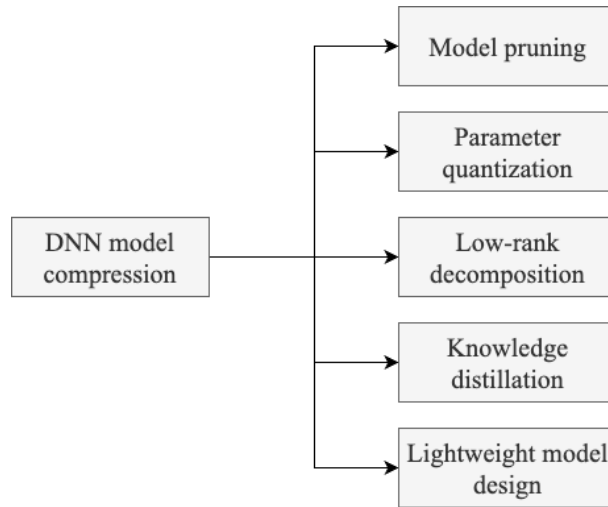 Model pruning
Parameter
quantization
DNN model
compression
Low-rank
decomposition
Knowledge
distillation
Lightweight model
design